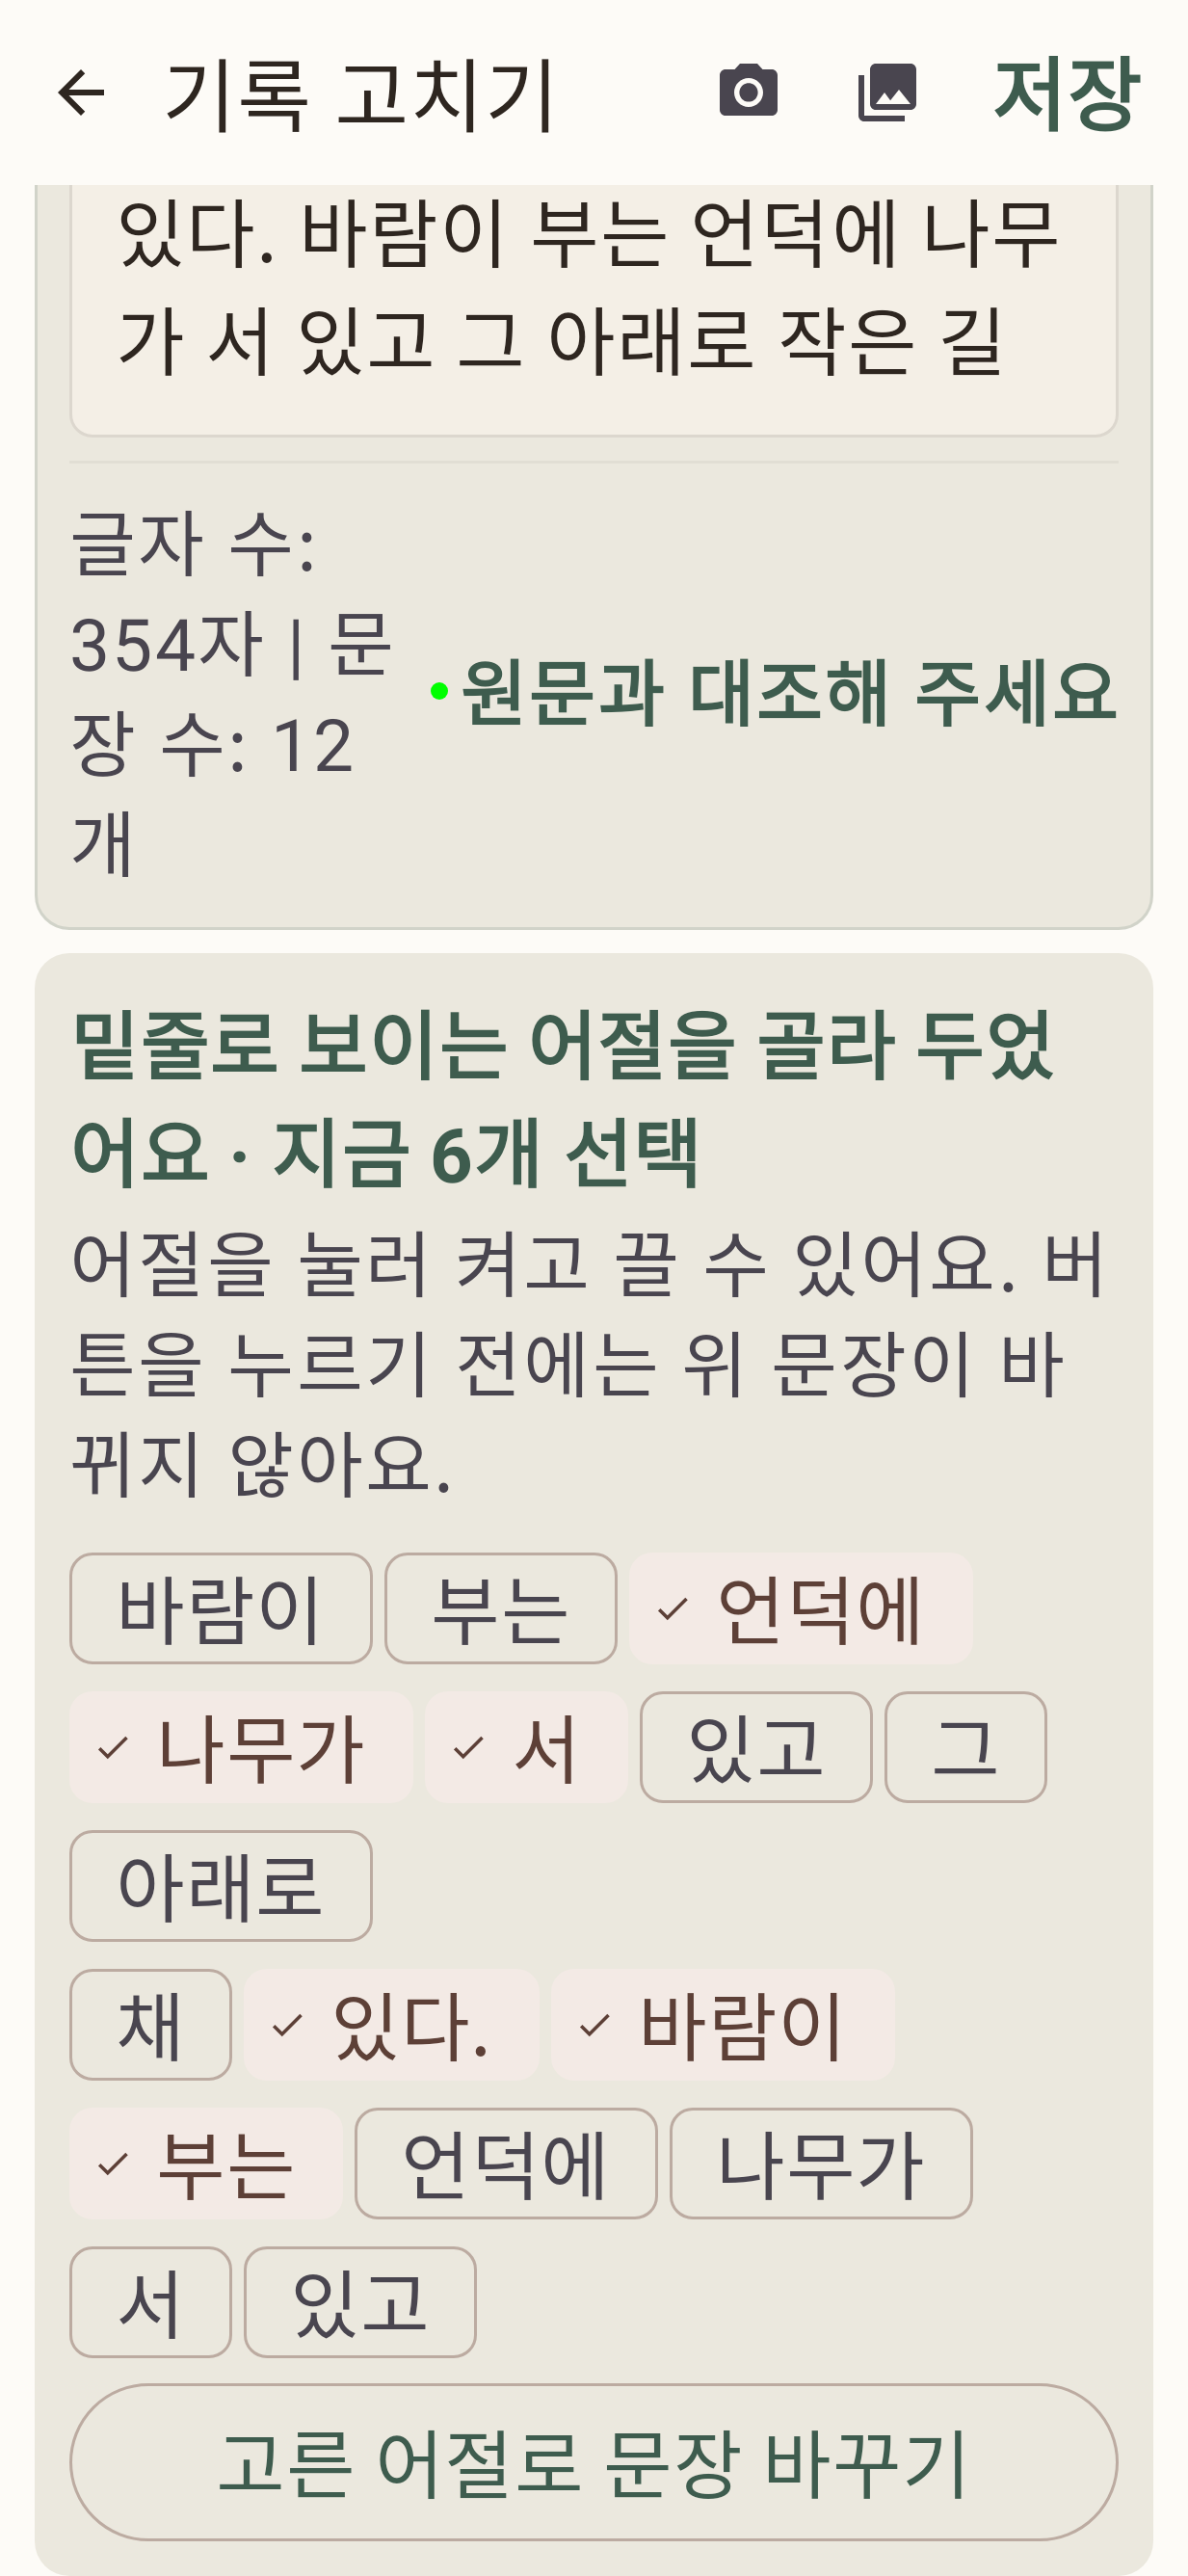 기록 고치기 저장
있다. 바람이 부는 언덕에 나무
가 서 있고 그 아래로 작은 길
글자 수:
354자 | 문
장 수: 12
개
원문과 대조해 주세요
밑줄로 보이는 어절을 골라 두었
어요 · 지금 6개 선택
어절을 눌러 켜고 끌 수 있어요. 버
튼을 누르기 전에는 위 문장이 바
뀌지 않아요.
바람이 부는 언덕에
나무가 서 있고 그
아래로
채 있다. 바람이
부는 언덕에 나무가
서 있고
고른 어절로 문장 바꾸기